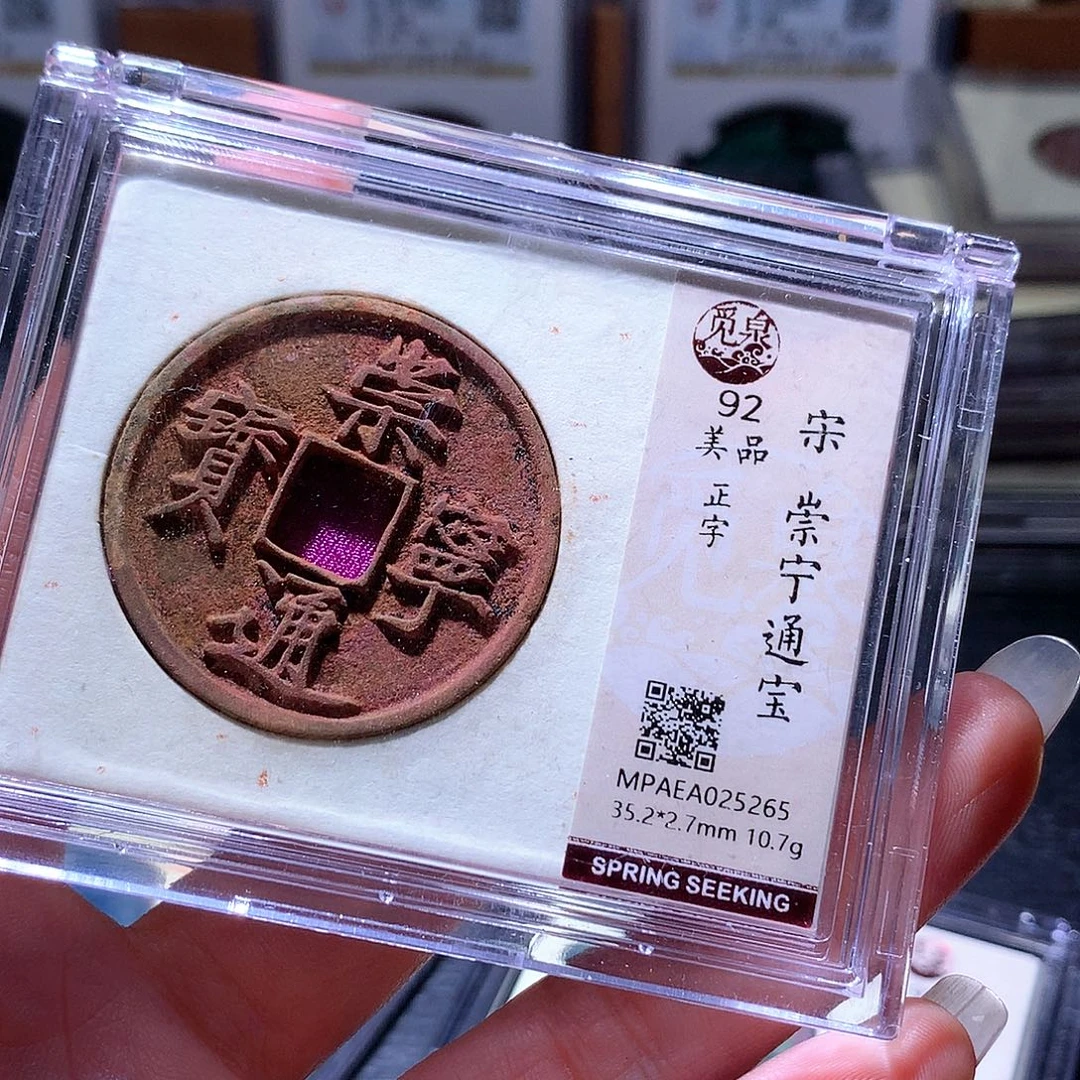 崇寧通寳
觅泉
92
美品
正字
宋 崇宁通宝
MPAEA025265
35.2*2.7mm 10.7g
SPRING SEEKING